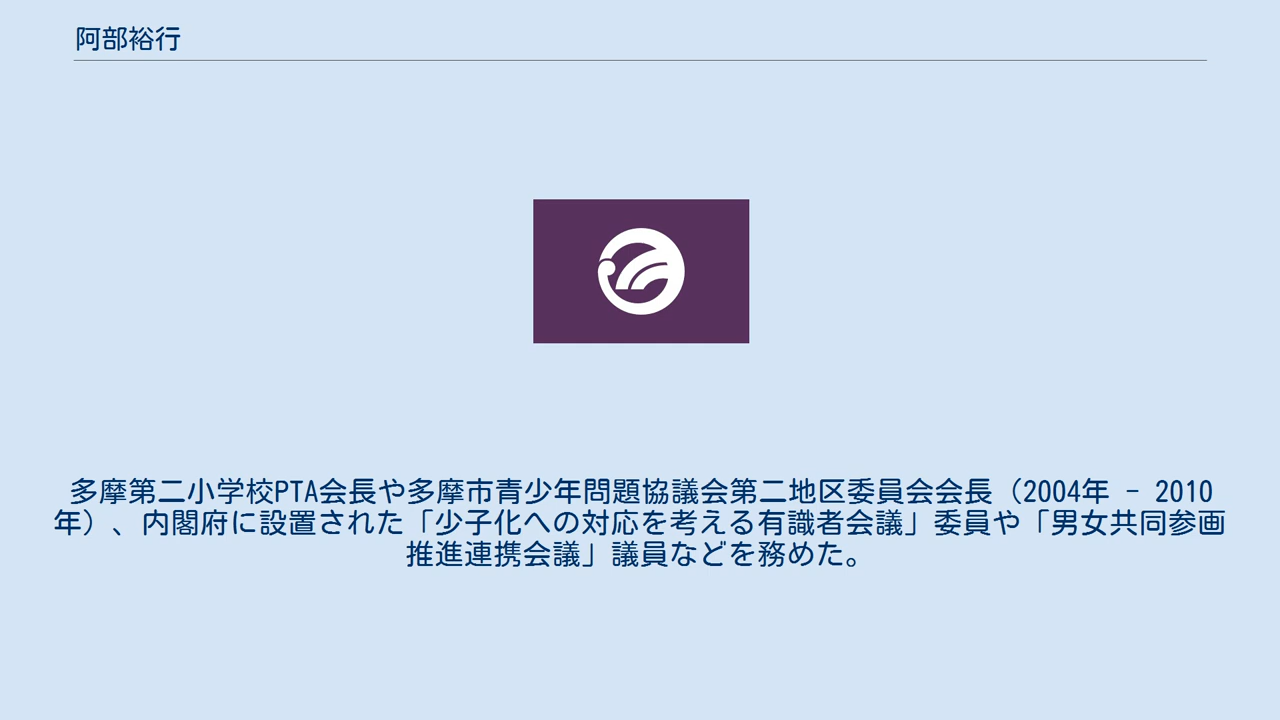 阿部裕行
多摩第二小学校PTA会長や多摩市青少年問題協議会第二地区委員会会長（2004年 - 2010
年）、内閣府に設置された「少子化への対応を考える有識者会議」委員や「男女共同参画
推進連携会議」議員などを務めた。